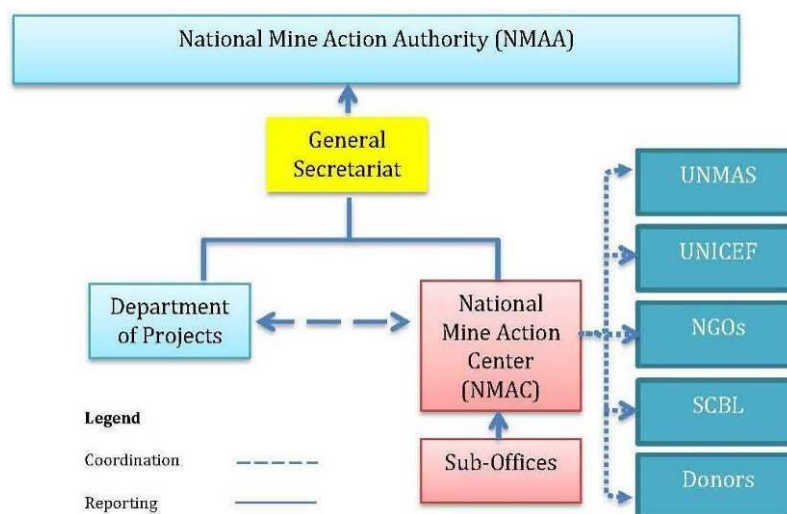 National Mine Action Authority (NMAA)
General
Secretariat
UNMAS
UNICEF
Department
of Projects
National
Mine Action
Center
(NMAC)
NGOs
SCBL
Legend
Coordination
Sub-Offices
Donors
Reporting